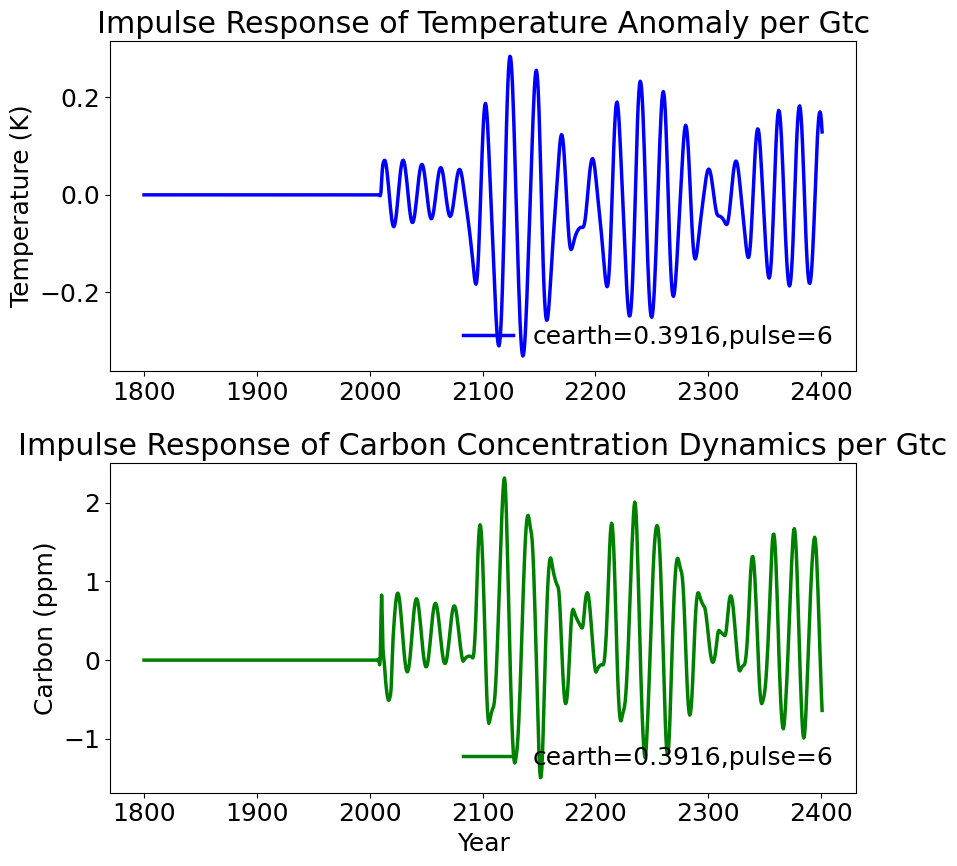 Impulse Response of Temperature Anomaly per Gtc
Temperature (K)
0.2
0.0
−0.2
cearth=0.3916,pulse=6
1800 1900 2000 2100 2200 2300 2400
Impulse Response of Carbon Concentration Dynamics per Gtc
Carbon (ppm)
2
1
0
−1
cearth=0.3916,pulse=6
1800 1900 2000 2100 2200 2300 2400
Year